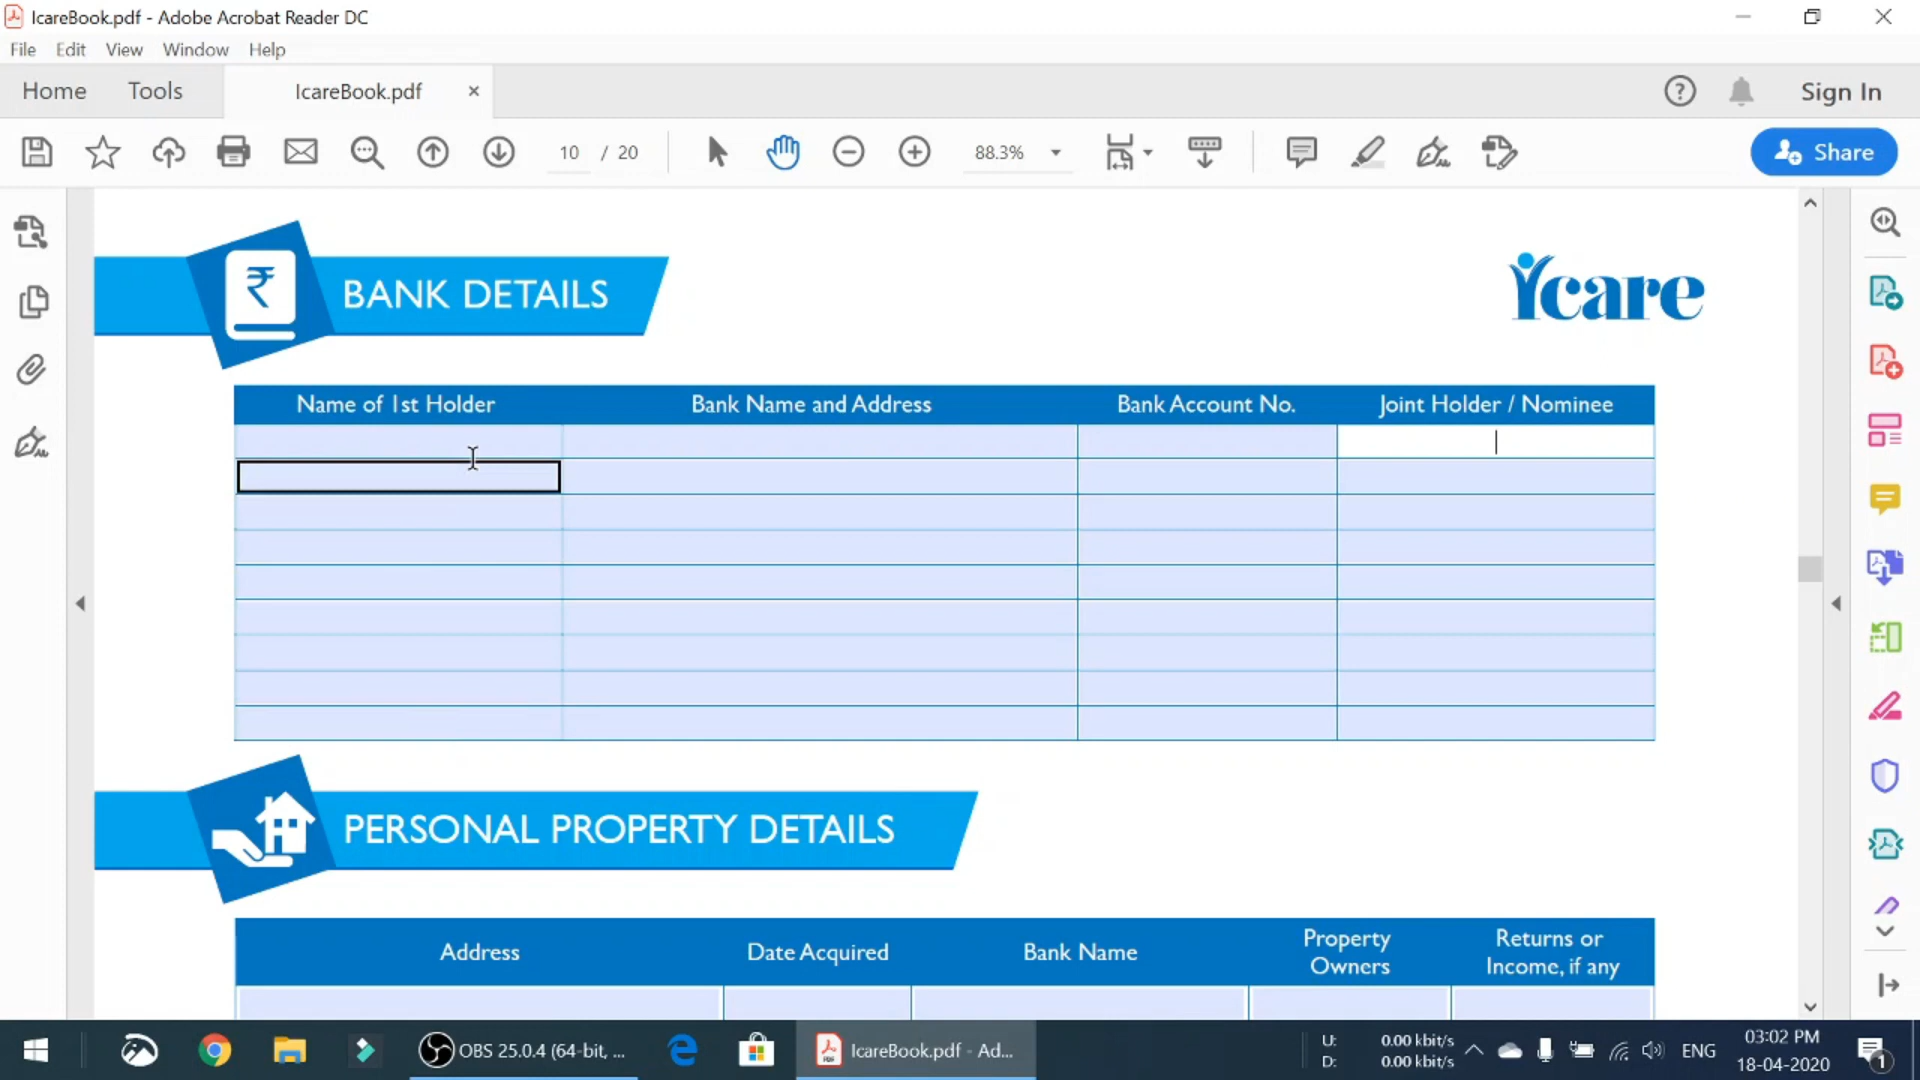 IcareBook.pdf - Adobe Acrobat Reader DC
File Edit View Window Help
Home Tools IcareBook.pdf × Sign In
10 / 20 88.3% Share
₹ BANK DETAILS
Ycare
Name of 1st Holder Bank Name and Address Bank Account No. Joint Holder / Nominee
PERSONAL PROPERTY DETAILS
Address Date Acquired Bank Name Property Owners Returns or Income, if any
OBS 25.0.4 (64-bit, ... IcareBook.pdf - Ad...
U: 0.00 kbit/s
D: 0.00 kbit/s
ENG
03:02 PM
18-04-2020
1